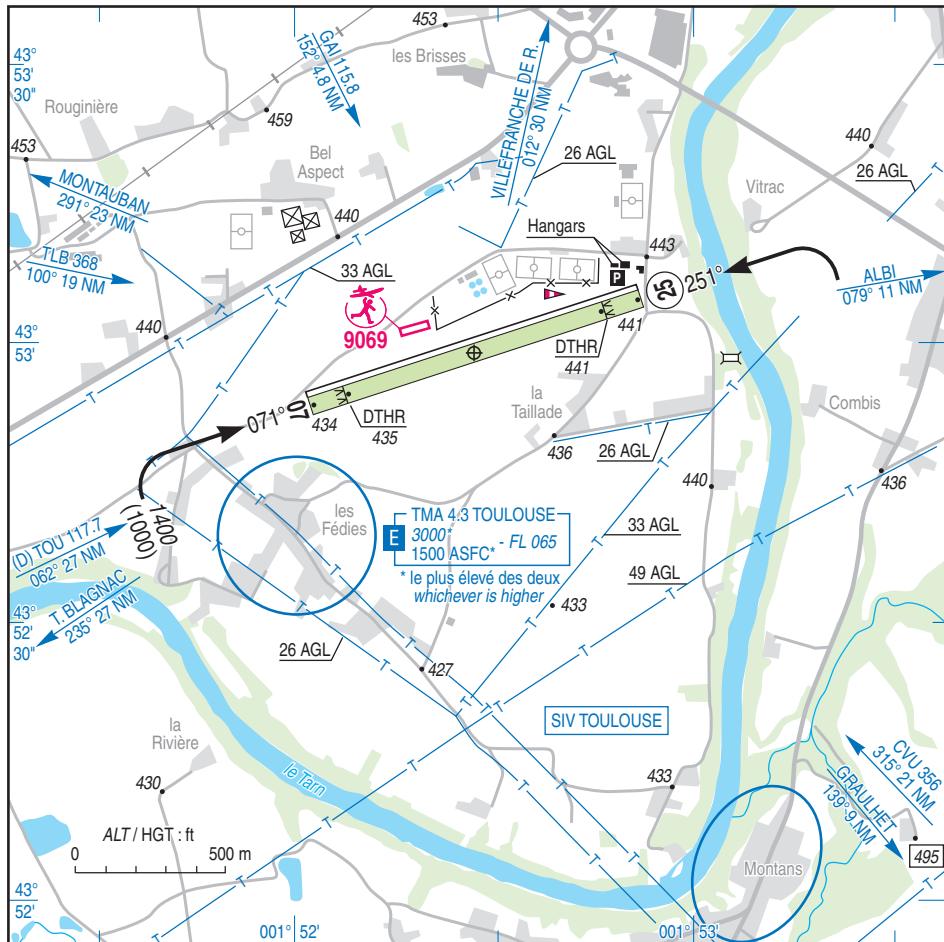 453
les Brisses
43°
53'
30"
GAI 115.8
152° 4.8 NM
VILLEFRANCHE DE R.
012° 30 NM
Rouginière
459
453
Bel
Aspect
440
26 AGL
440
26 AGL
Vitrac
MONTAUBAN
291° 23 NM
440
Hangars
443
TLB 368
100° 19 NM
33 AGL
P
25
251°
ALBI
079° 11 NM
9069
43°
53'
440
441
DTHR
441
071°
07
434
DTHR
435
la
Taillade
436
26 AGL
Combis
436
440
1400
(1000)
les
Fédies
E
TMA 4.3 TOULOUSE
3000*
1500 ASFC*
- FL 065
* le plus élevé des deux
whichever is higher
33 AGL
(D) TOU 117.7
062° 27 NM
T. BLAGNAC
235° 27 NM
49 AGL
433
43°
52'
30"
26 AGL
427
SIV TOULOUSE
la
Rivière
430
le Tarn
433
CVU 356
315° 21 NM
GRAULHET
139° 9 NM
495
ALT / HGT : ft
0
500 m
Montans
43°
52'
001° 52'
001° 53'